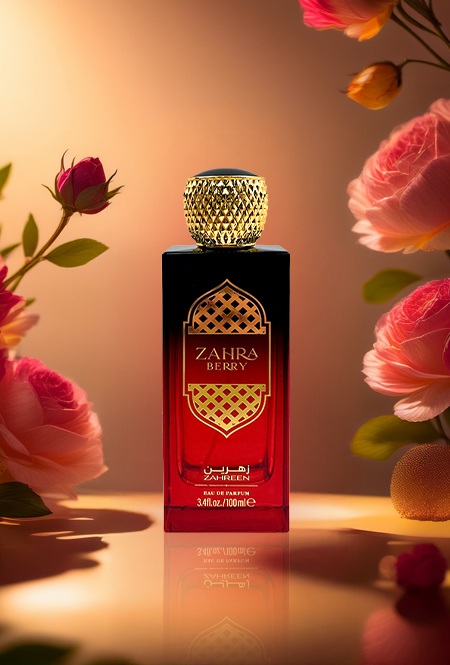 ZAHRA
BERRY
زهرين
ZAHREEN
EAU DE PARFUM
3.4fl.oz./100ml℮